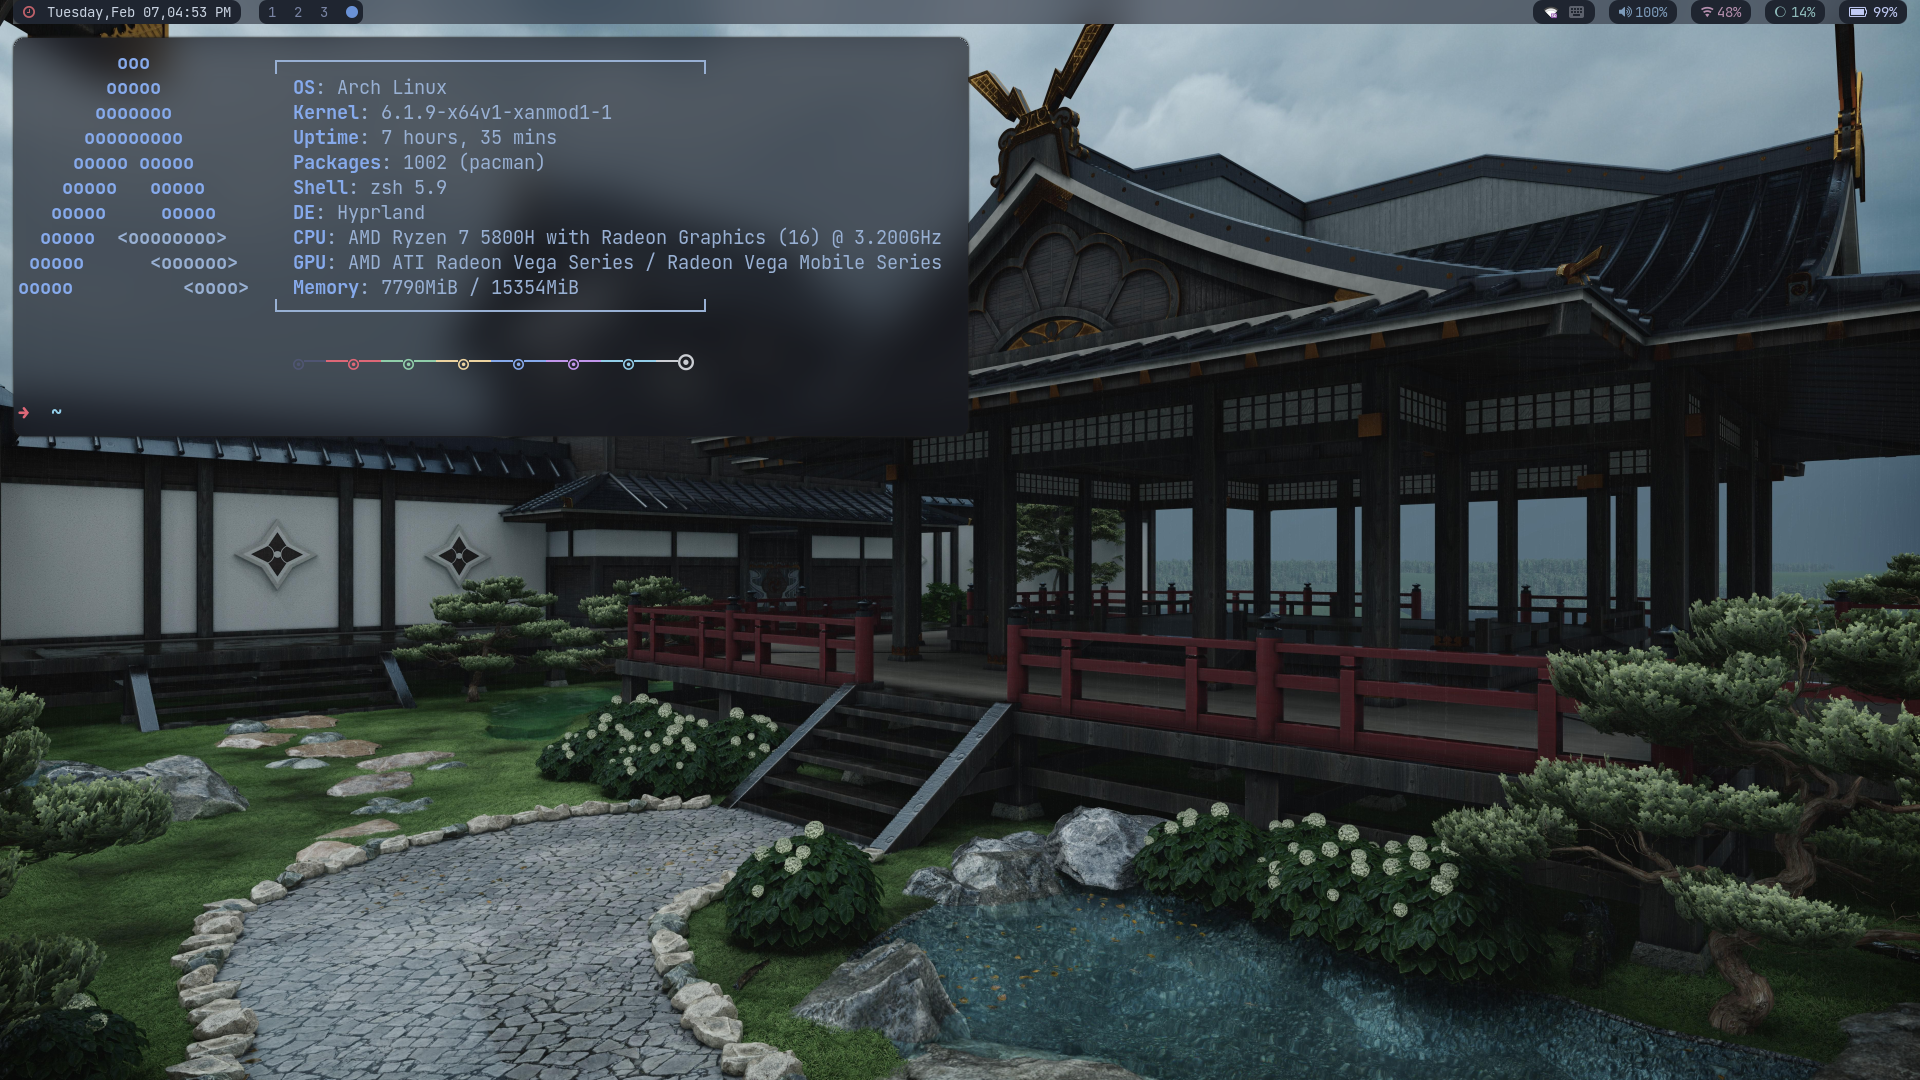 Tuesday,Feb 07,04:53 PM 1 2 3 100% 48% 14% 99%
ooo
ooooo
OS: Arch Linux
ooooooo
Kernel: 6.1.9-x64v1-xanmod1-1
ooooooooo
Uptime: 7 hours, 35 mins
ooooo ooooo
Packages: 1002 (pacman)
ooooo ooooo
Shell: zsh 5.9
ooooo ooooo
DE: Hyprland
ooooo <oooooooo>
CPU: AMD Ryzen 7 5800H with Radeon Graphics (16) @ 3.200GHz
ooooo <oooooo>
GPU: AMD ATI Radeon Vega Series / Radeon Vega Mobile Series
ooooo <oooo>
Memory: 7790MiB / 15354MiB
➜ ~